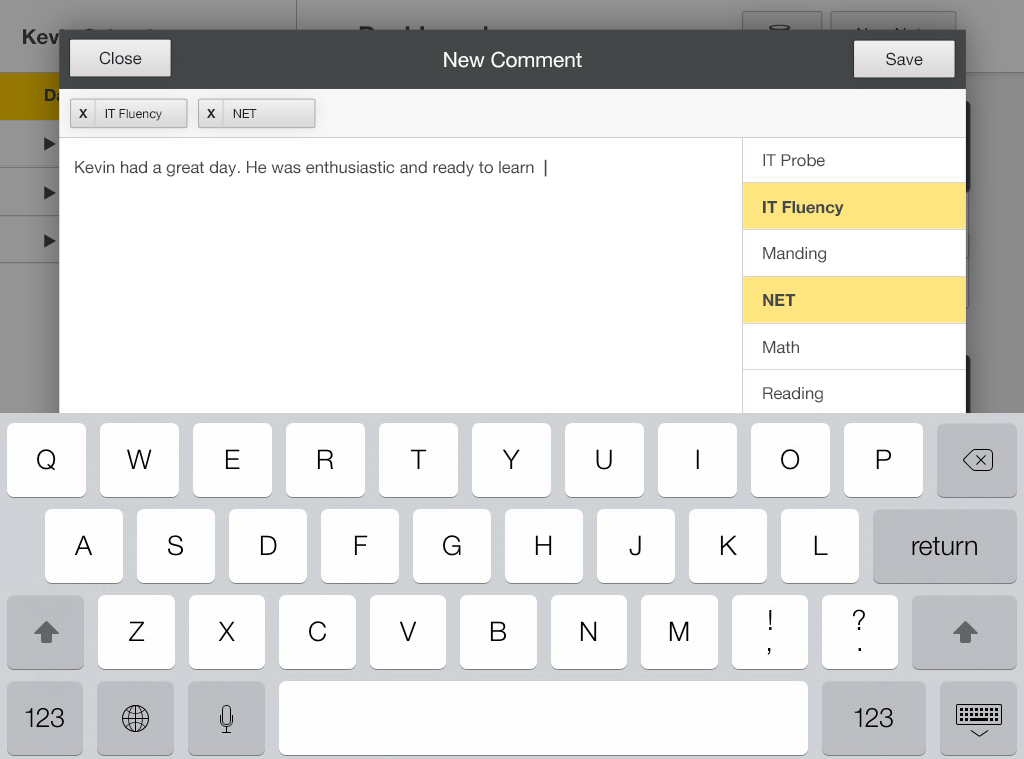 Kev
Close
New Comment
Save
X IT Fluency
X NET
Kevin had a great day. He was enthusiastic and ready to learn
IT Probe
IT Fluency
Manding
NET
Math
Reading
Q W E R T Y U I O P
A S D F G H J K L return
Z X C V B N M ! , ? .
123 123